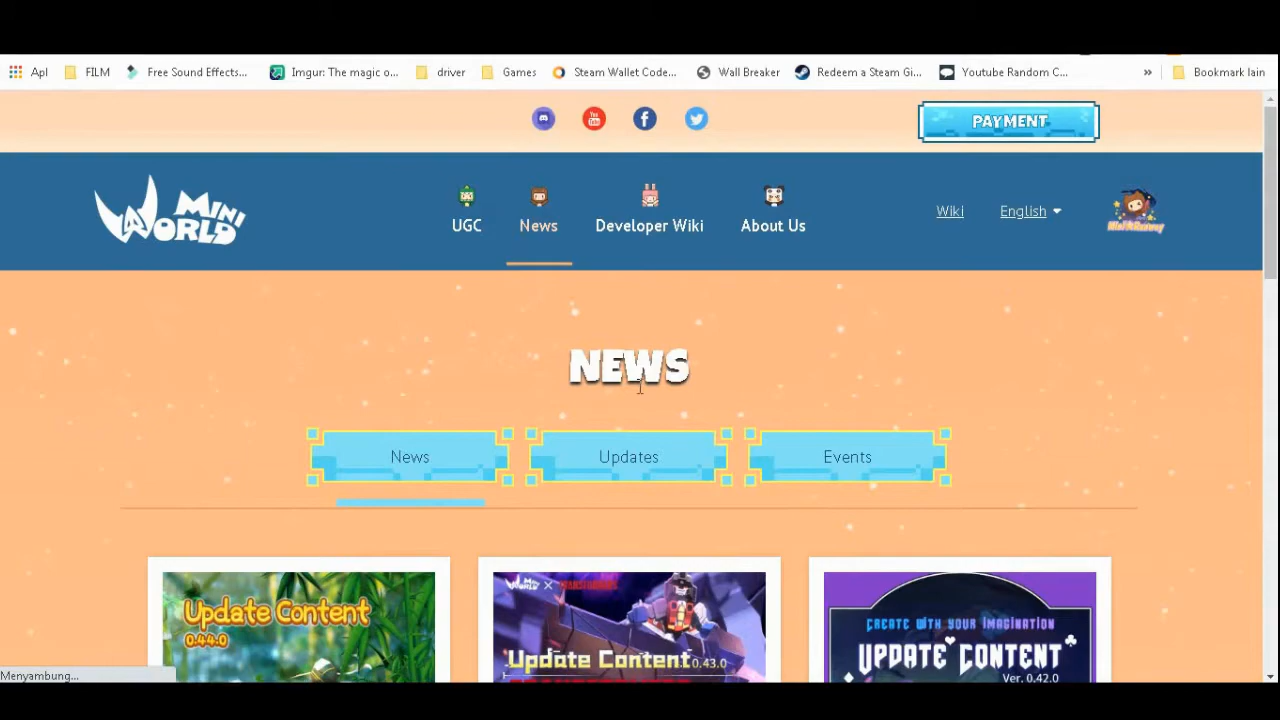 Apl FILM Free Sound Effects... Imgur: The magic o... driver Games Steam Wallet Code... Wall Breaker Redeem a Steam Gi... Youtube Random C... » Bookmark lain
PAYMENT
MINI WORLD
UGC News Developer Wiki About Us Wiki English
NEWS
News Updates Events
Update Content
0.44.0
MINI WORLD × TRANSFORMERS
Update Content 0.43.0
CREATE WITH YOUR IMAGINATION
UPDATE CONTENT
Ver. 0.42.0
Menyambung...